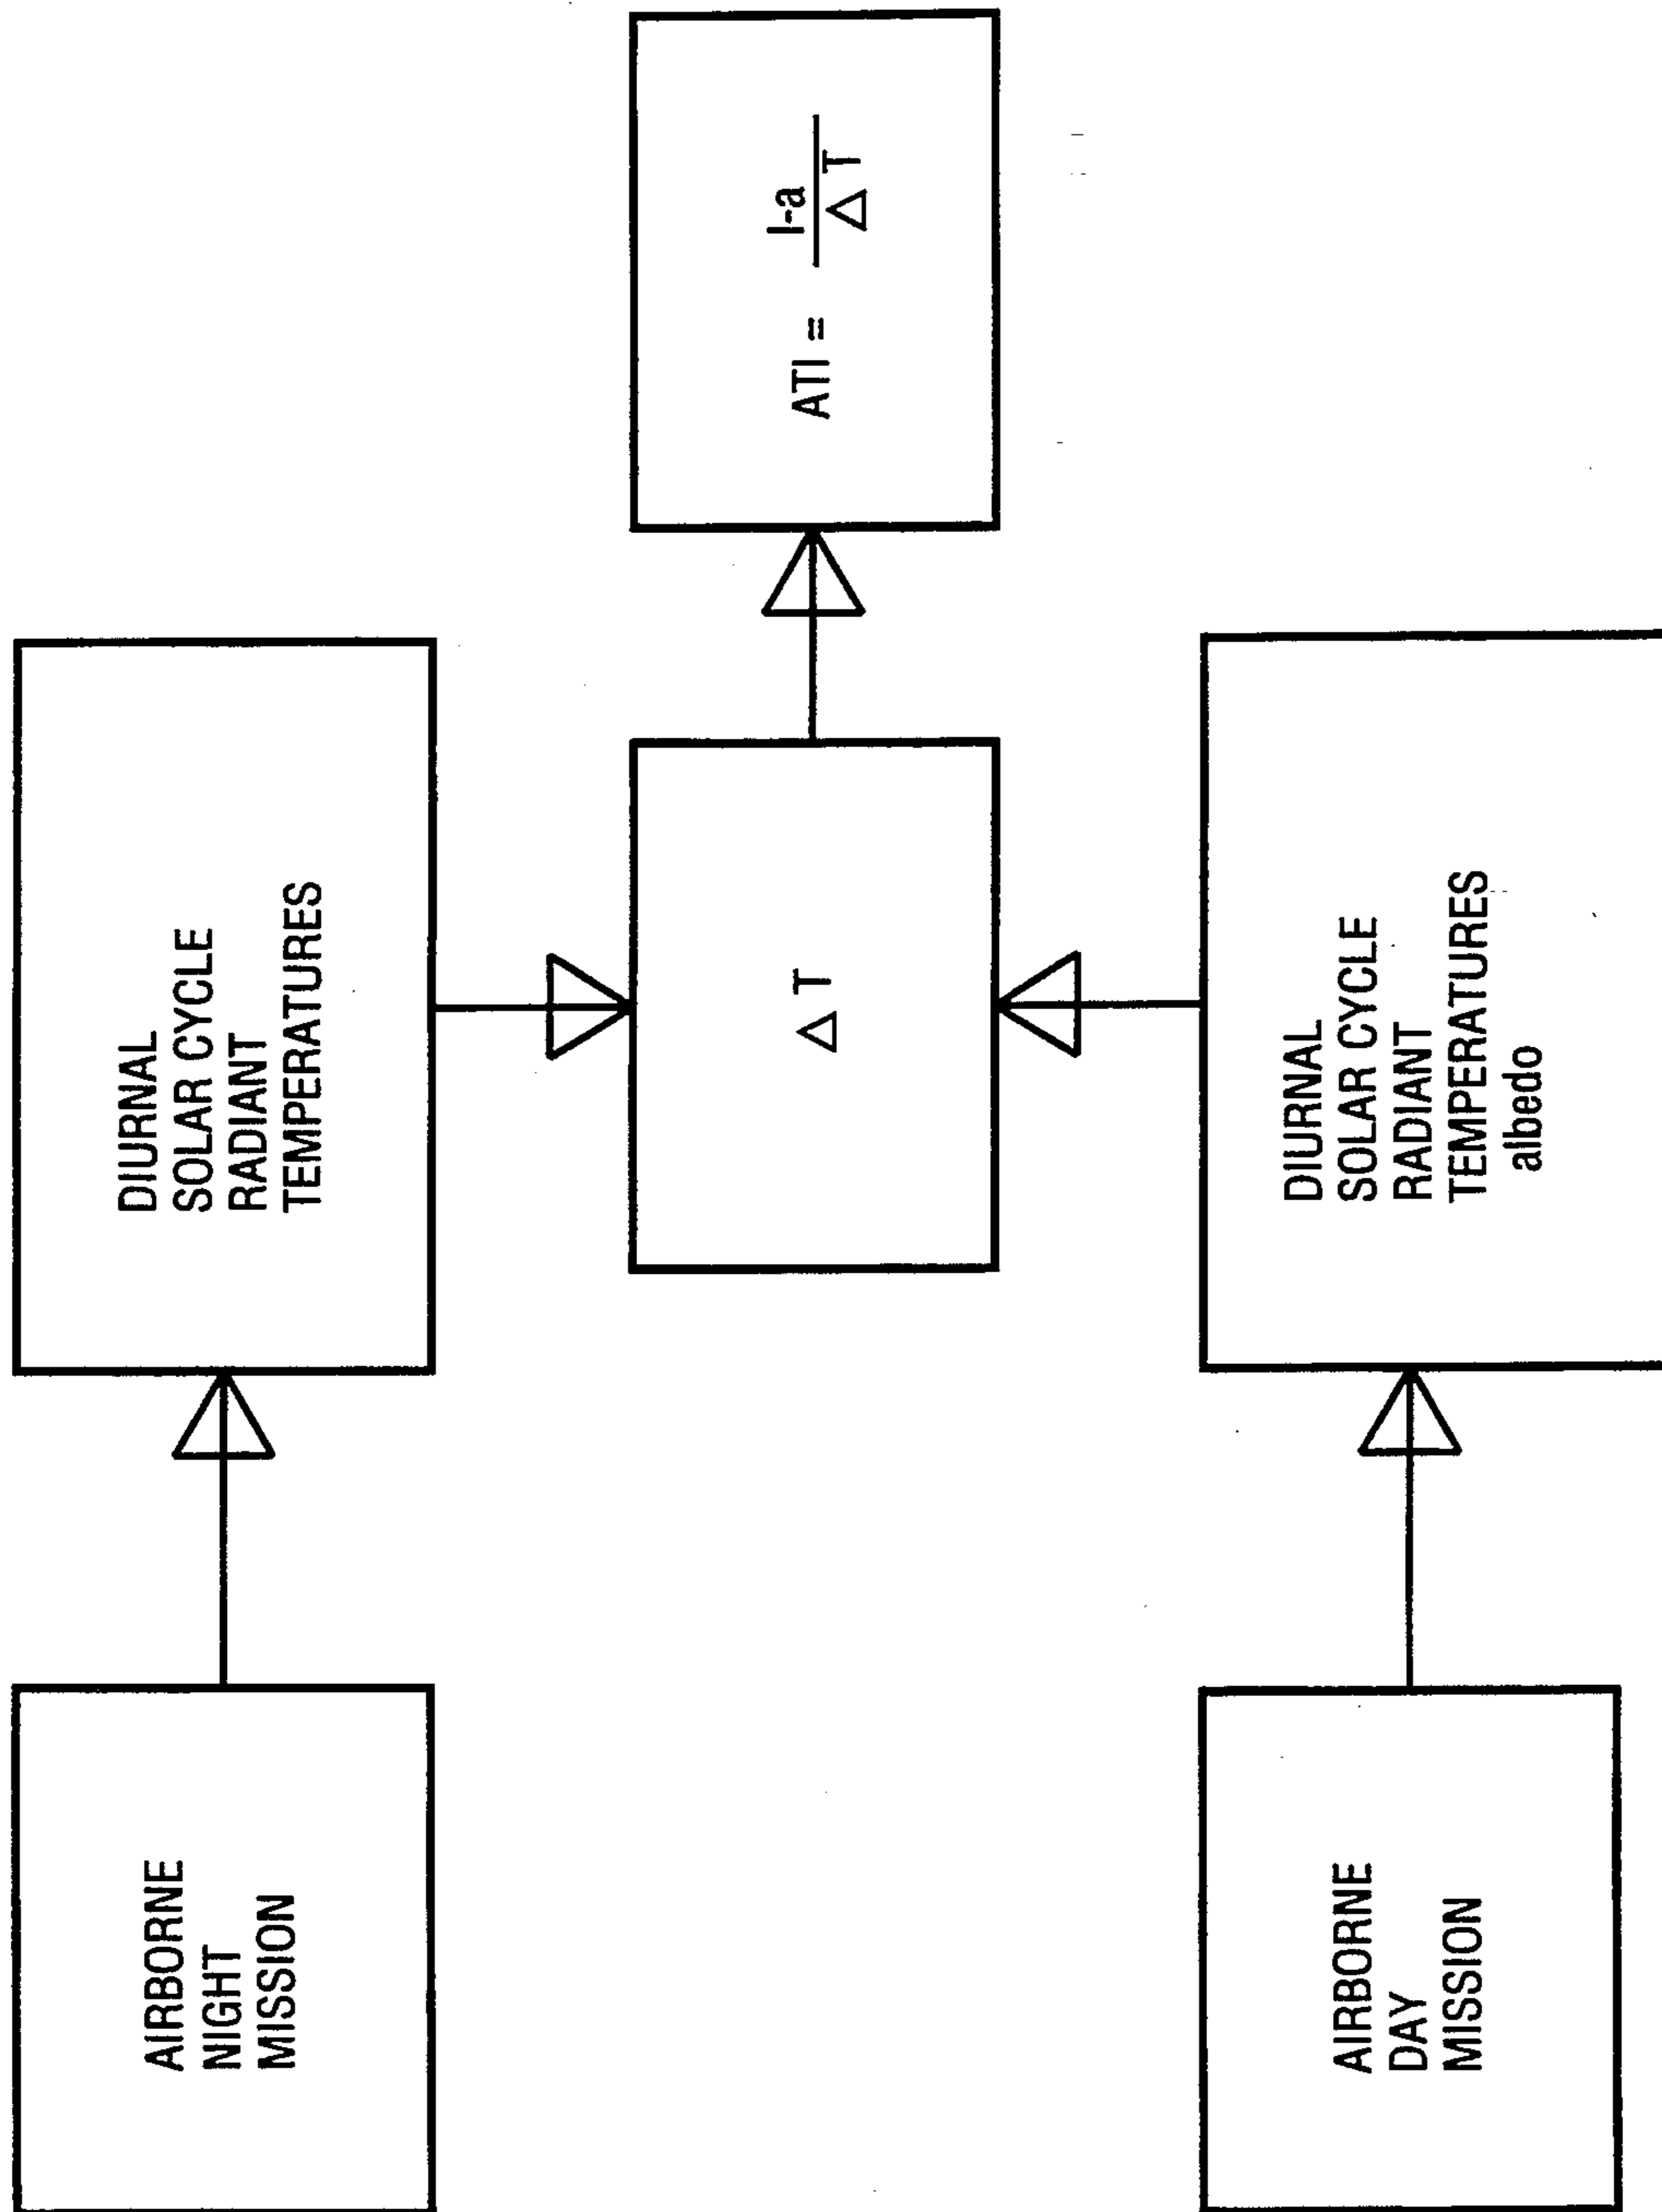 AIRBORNE
NIGHT
MISSION
DIURNAL
SOLAR CYCLE
RADIANT
TEMPERATURES
△ T
ATI = I-a
△ T
AIRBORNE
DAY
MISSION
DIURNAL
SOLAR CYCLE
RADIANT
TEMPERATURES
albedo